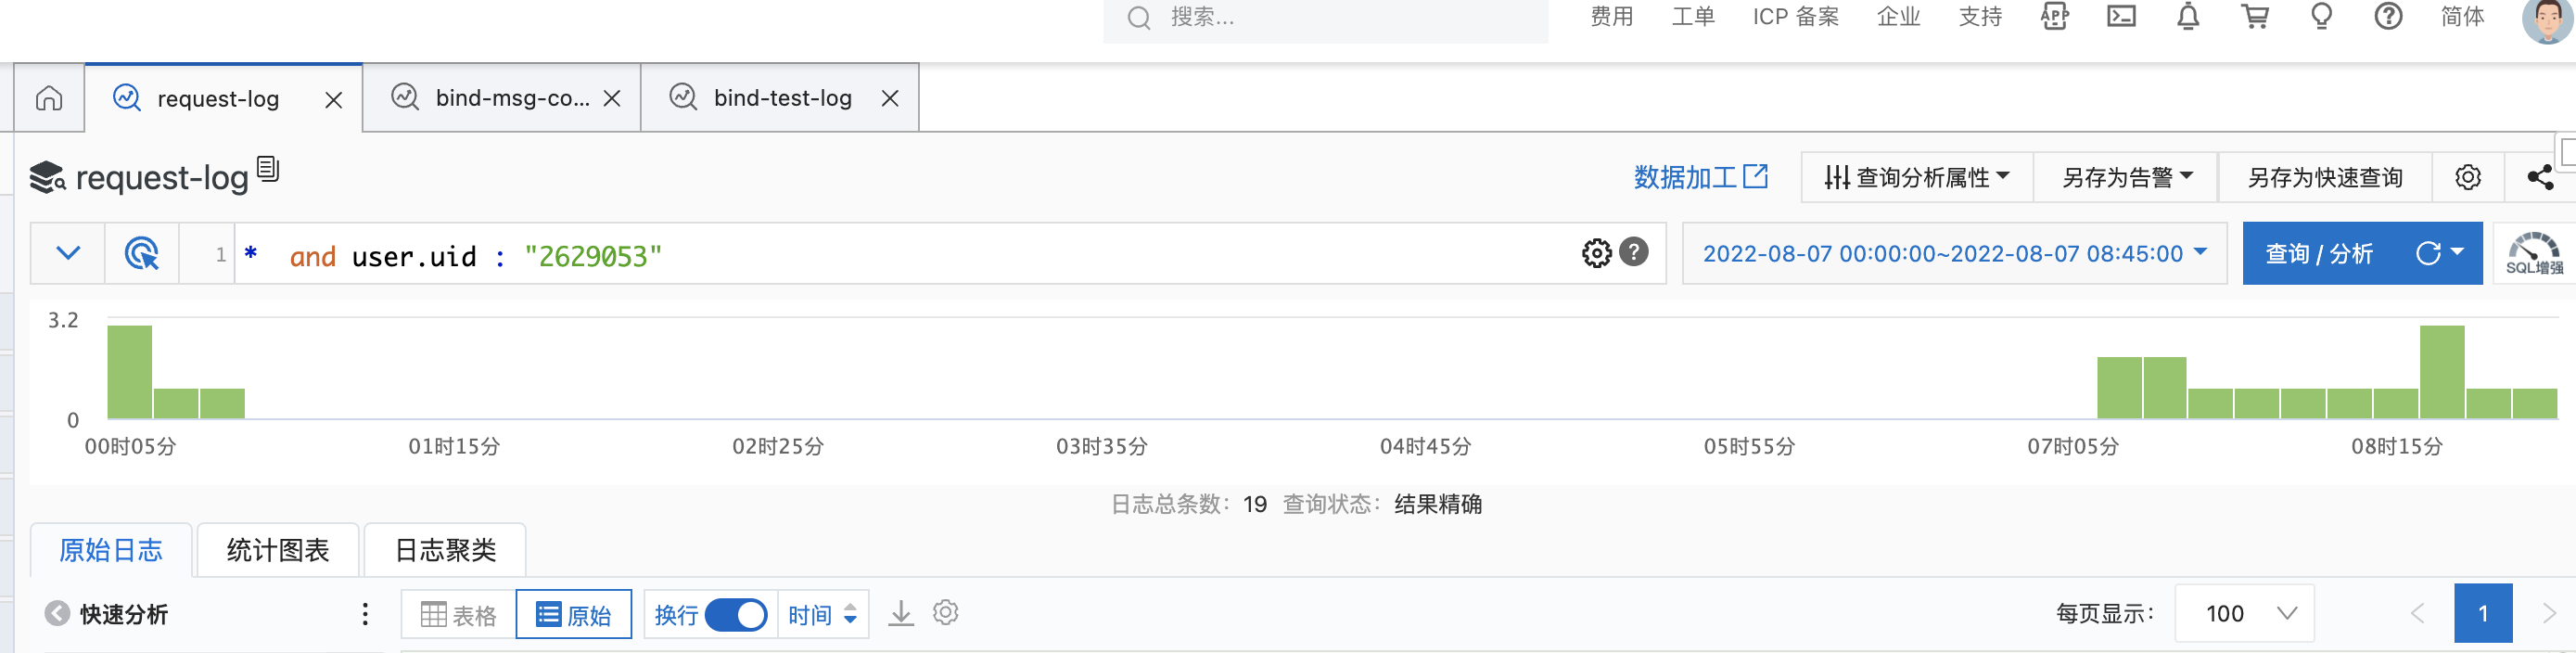 搜索... 费用 工单 ICP 备案 企业 支持 APP 简体
request-log bind-msg-co... bind-test-log
request-log 数据加工 查询分析属性 另存为告警 另存为快速查询
1 * and user.uid : "2629053" ? 2022-08-07 00:00:00~2022-08-07 08:45:00 查询 / 分析 SQL增强
3.2
0
00时05分 01时15分 02时25分 03时35分 04时45分 05时55分 07时05分 08时15分
日志总条数: 19 查询状态: 结果精确
原始日志 统计图表 日志聚类
快速分析 表格 原始 换行 时间 每页显示: 100 1